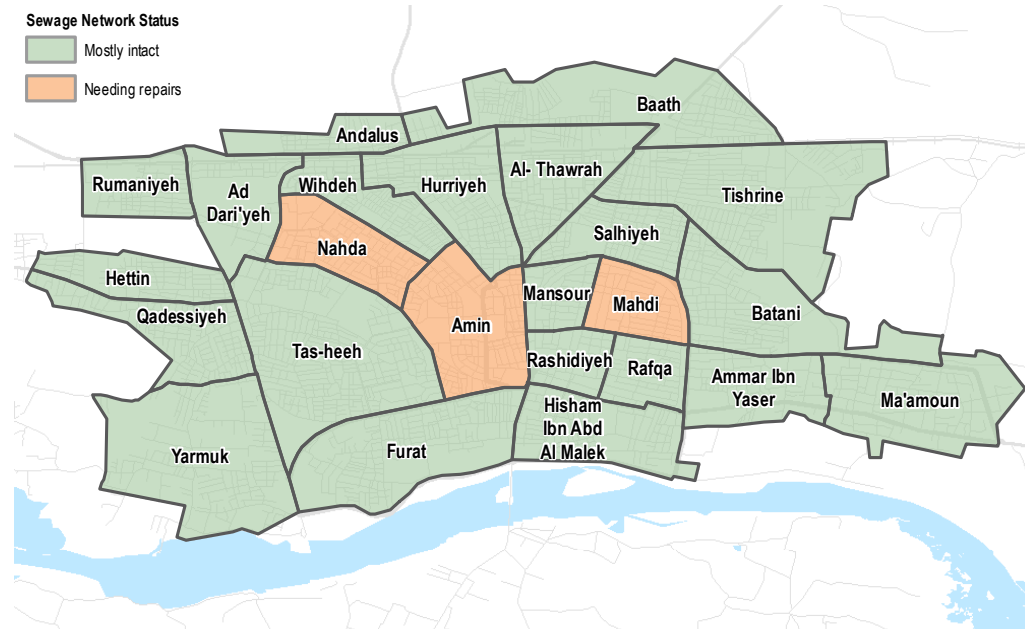 Sewage Network Status
Mostly intact
Needing repairs
Baath
Andalus
Al- Thawrah
Rumaniyeh
Ad
Dari'yeh
Wihdeh
Hurriyeh
Tishrine
Salhiyeh
Nahda
Hettin
Mansour
Mahdi
Qadessiyeh
Batani
Amin
Tas-heeh
Rashidiyeh
Rafqa
Ammar Ibn
Yaser
Ma'amoun
Hisham
Ibn Abd
Al Malek
Furat
Yarmuk